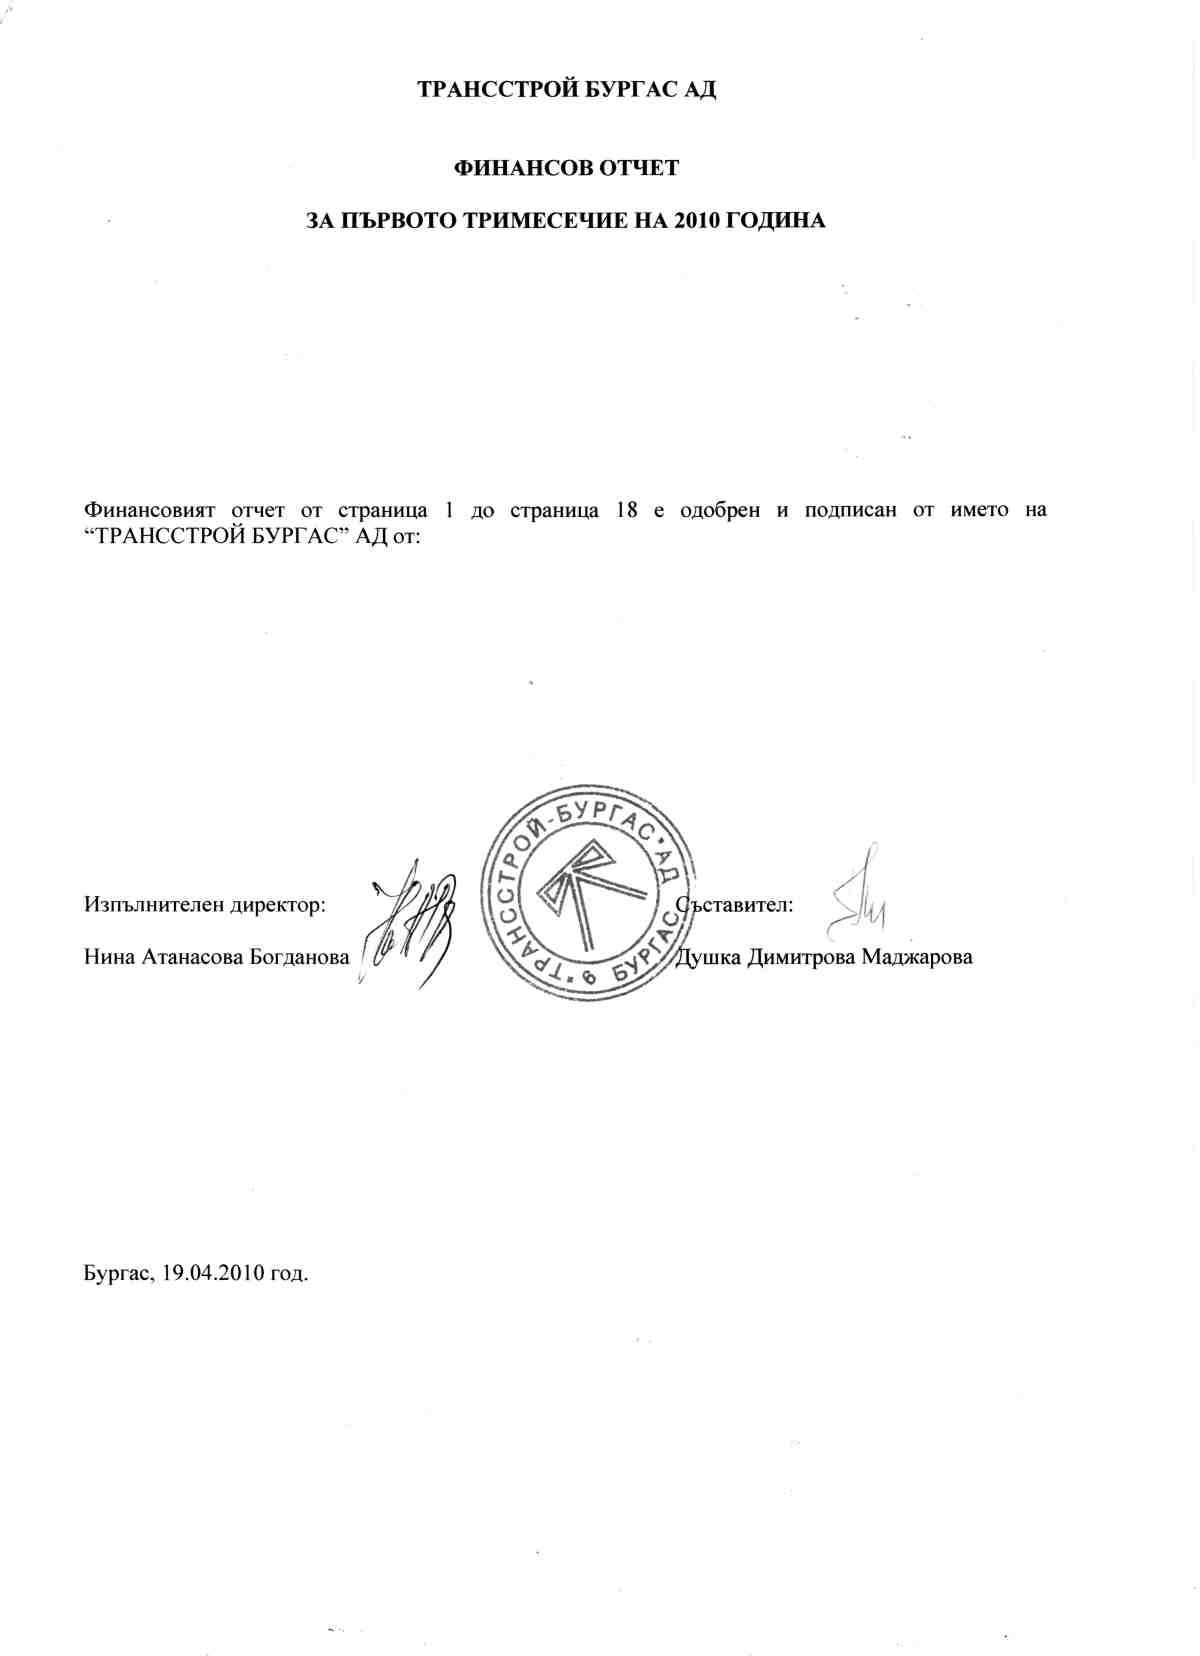 ТРАНССТРОЙ БУРГАС АД
ФИНАНСОВ ОТЧЕТ
ЗА ПЪРВОТО ТРИМЕСЕЧИЕ НА 2010 ГОДИНА
Финансовият отчет от страница 1 до страница 18 е одобрен и подписан от името на
“ТРАНССТРОЙ БУРГАС” АД от:
"ТРАНССТРОЙ-БУРГАС"АД
БУРГАС
Изпълнителен директор:
Съставител:
Нина Атанасова Богданова
Душка Димитрова Маджарова
Бургас, 19.04.2010 год.